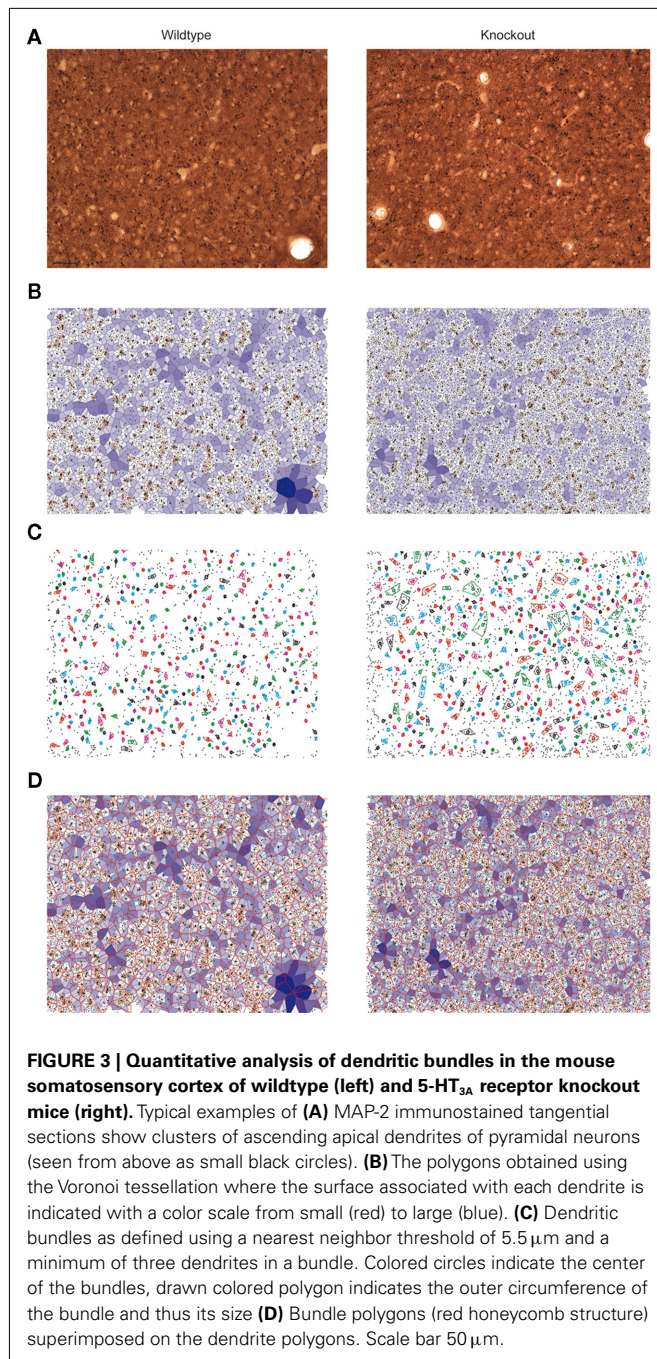 Wildtype
Knockout
A
B
C
D
FIGURE 3 | Quantitative analysis of dendritic bundles in the mouse
somatosensory cortex of wildtype (left) and 5-HT3A receptor knockout
mice (right). Typical examples of (A) MAP-2 immunostained tangential
sections show clusters of ascending apical dendrites of pyramidal neurons
(seen from above as small black circles). (B) The polygons obtained using
the Voronoi tessellation where the surface associated with each dendrite is
indicated with a color scale from small (red) to large (blue). (C) Dendritic
bundles as defined using a nearest neighbor threshold of 5.5 μm and a
minimum of three dendrites in a bundle. Colored circles indicate the center
of the bundles, drawn colored polygon indicates the outer circumference of
the bundle and thus its size (D) Bundle polygons (red honeycomb structure)
superimposed on the dendrite polygons. Scale bar 50 μm.